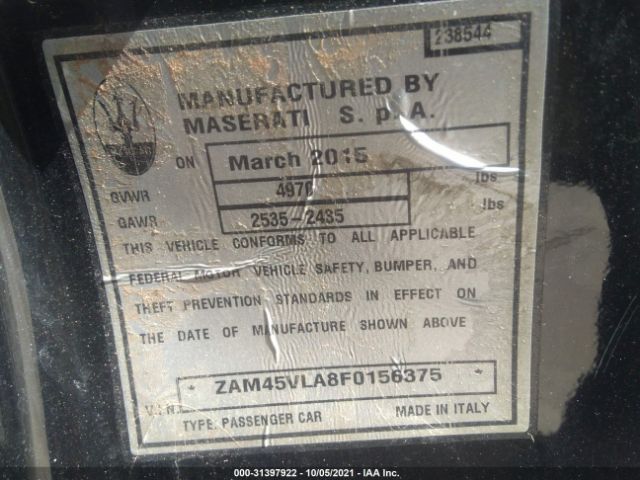 238544
MANUFACTURED BY
MASERATI S. p. A.
ON March 2015
GVWR 4970 lbs
GAWR 2535-2435 lbs
THIS VEHICLE CONFORMS TO ALL APPLICABLE
FEDERAL MOTOR VEHICLE SAFETY, BUMPER, AND
THEFT PREVENTION STANDARDS IN EFFECT ON
THE DATE OF MANUFACTURE SHOWN ABOVE
* ZAM45VLA8F0156375 *
V.I.N.
TYPE: PASSENGER CAR MADE IN ITALY
000-31397922 - 10/05/2021 - IAA Inc.